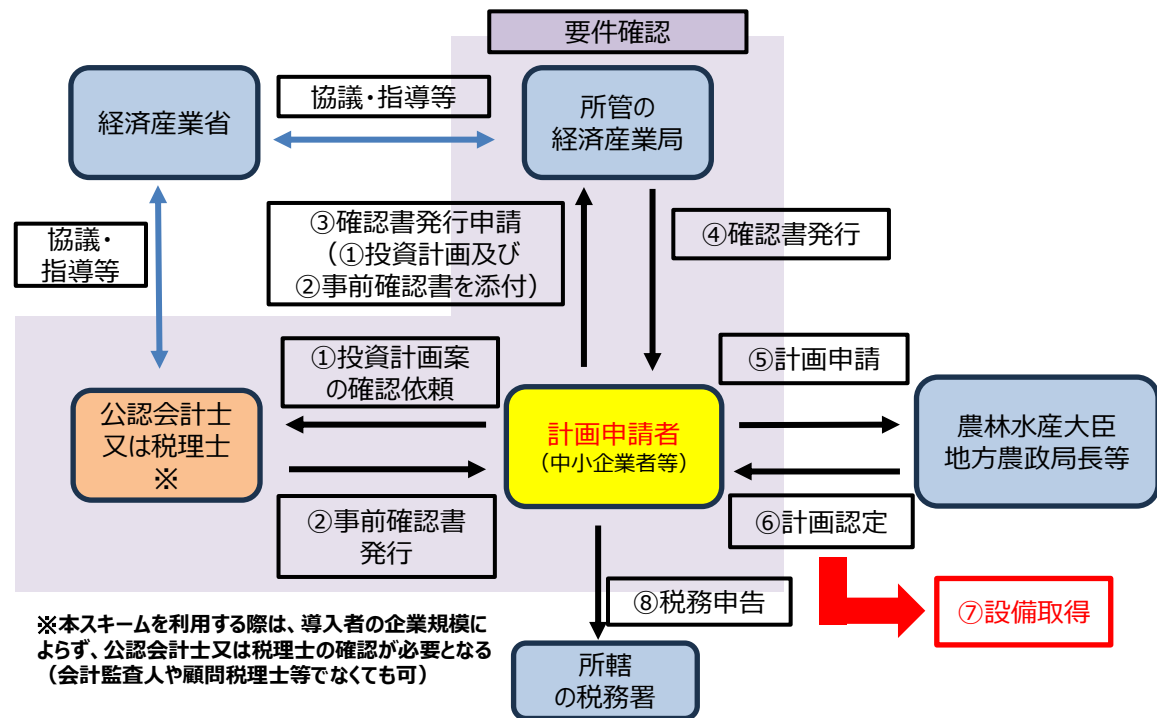 要件確認
経済産業省
協議・指導等
所管の
経済産業局
協議・
指導等
③確認書発行申請
(①投資計画及び
②事前確認書を添付)
④確認書発行
①投資計画案
の確認依頼
⑤計画申請
公認会計士
又は税理士
※
計画申請者
(中小企業者等)
農林水産大臣
地方農政局長等
②事前確認書
発行
⑥計画認定
⑧税務申告
⑦設備取得
※本スキームを利用する際は、導入者の企業規模に
よらず、公認会計士又は税理士の確認が必要となる
(会計監査人や顧問税理士等でなくても可)
所轄
の税務署